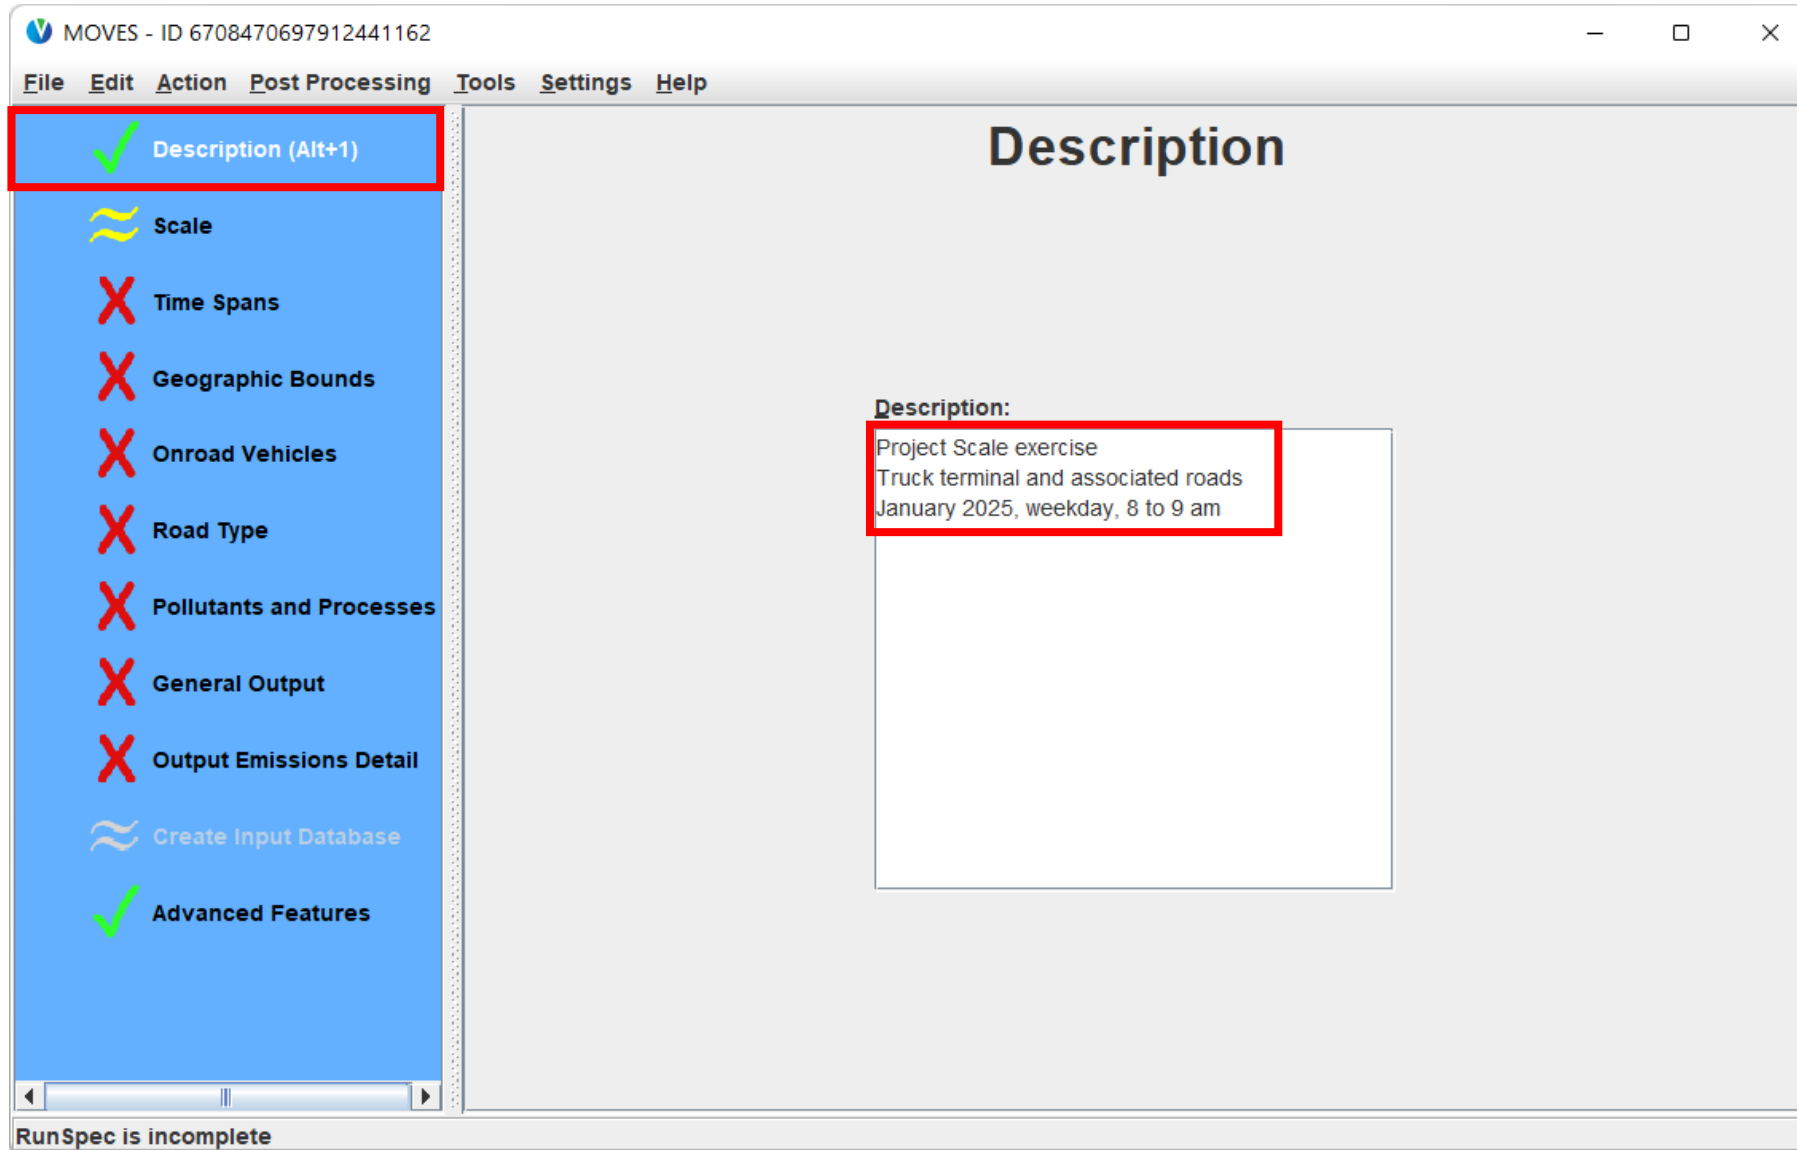 MOVES - ID 6708470697912441162
File Edit Action Post Processing Tools Settings Help
Description (Alt+1)
Scale
Time Spans
Geographic Bounds
Onroad Vehicles
Road Type
Pollutants and Processes
General Output
Output Emissions Detail
Create Input Database
Advanced Features
Description
Description:
Project Scale exercise
Truck terminal and associated roads
January 2025, weekday, 8 to 9 am
RunSpec is incomplete